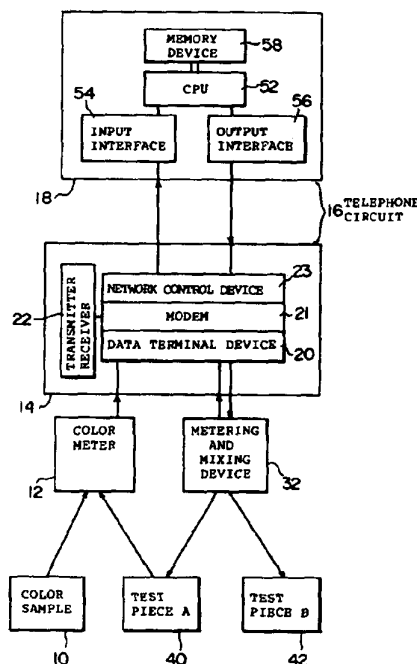 MEMORY
DEVICE
58
CPU
52
54
56
INPUT
INTERFACE
OUTPUT
INTERFACE
18
16 TELEPHONE
CIRCUIT
22
TRANSMITTER
RECEIVER
NETWORK CONTROL DEVICE
23
MODEM
21
DATA TERMINAL DEVICE
20
14
COLOR
METER
12
METERING
AND
MIXING
DEVICE
32
COLOR
SAMPLE
10
TEST
PIECE A
40
TEST
PIECE B
42